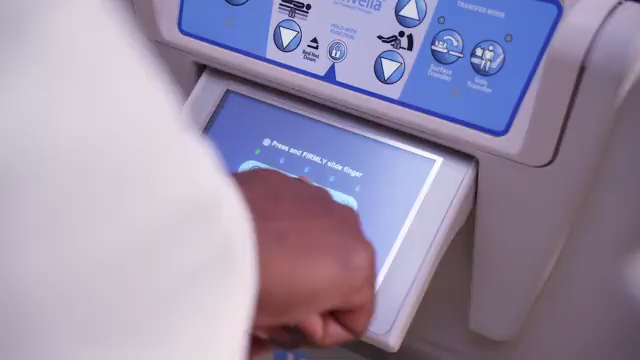 TRANSFER MODE
HOLD WITH
FUNCTION
Bed Not
Down
Surface
Transfer
Side
Transfer
Press and FIRMLY slide finger